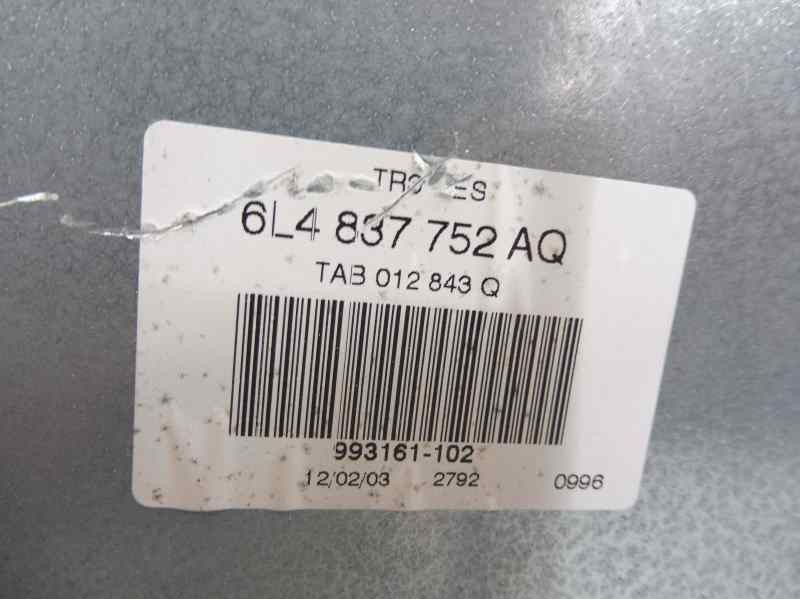 6L4 837 752 AQ
TAB 012 843 Q
993161-102
12/02/03 2792 0996